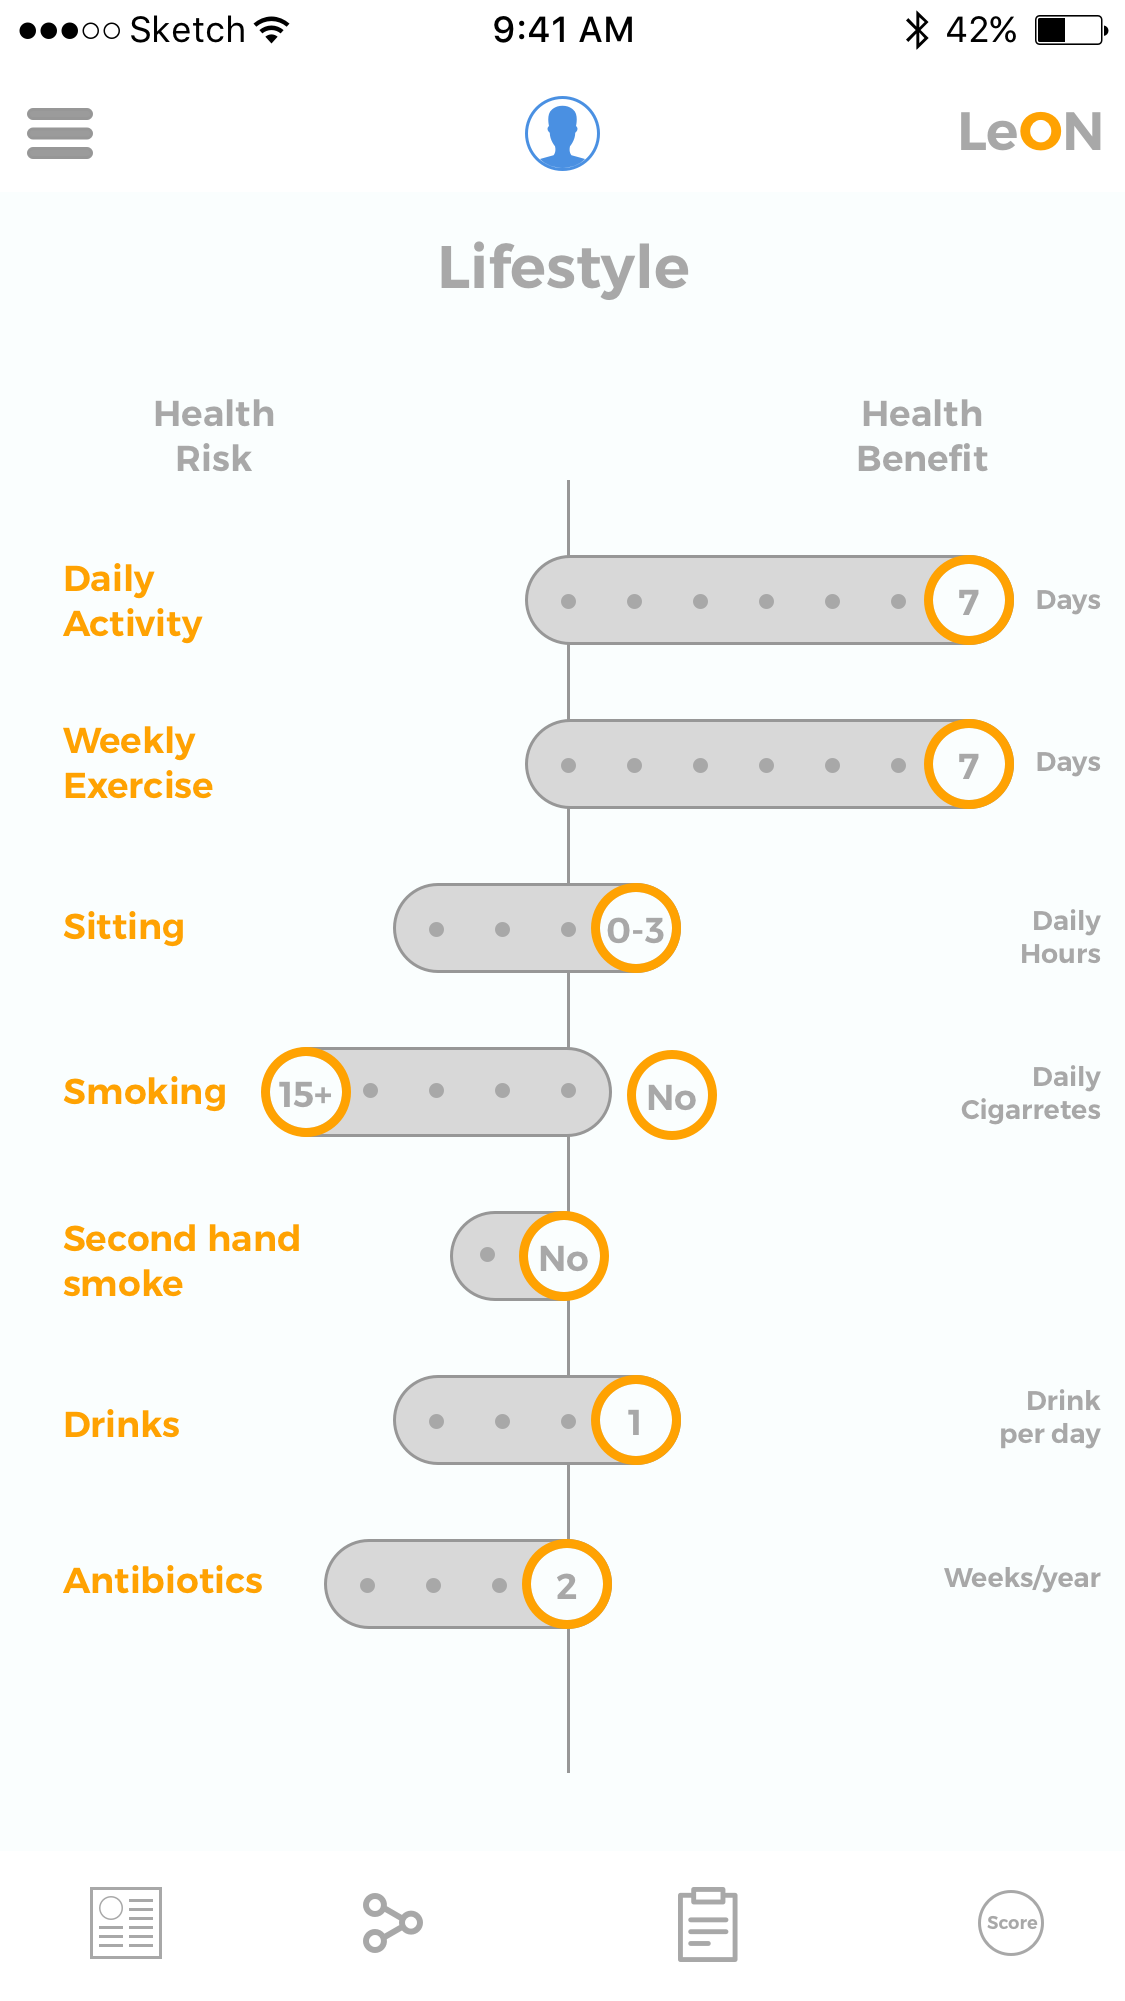 Sketch 9:41 AM 42%
LeON
Lifestyle
Health
Risk
Health
Benefit
Daily
Activity
7 Days
Weekly
Exercise
7 Days
Sitting
0-3
Daily
Hours
Smoking
15+ No
Daily
Cigarretes
Second hand
smoke
No
Drinks
1
Drink
per day
Antibiotics
2
Weeks/year
Score